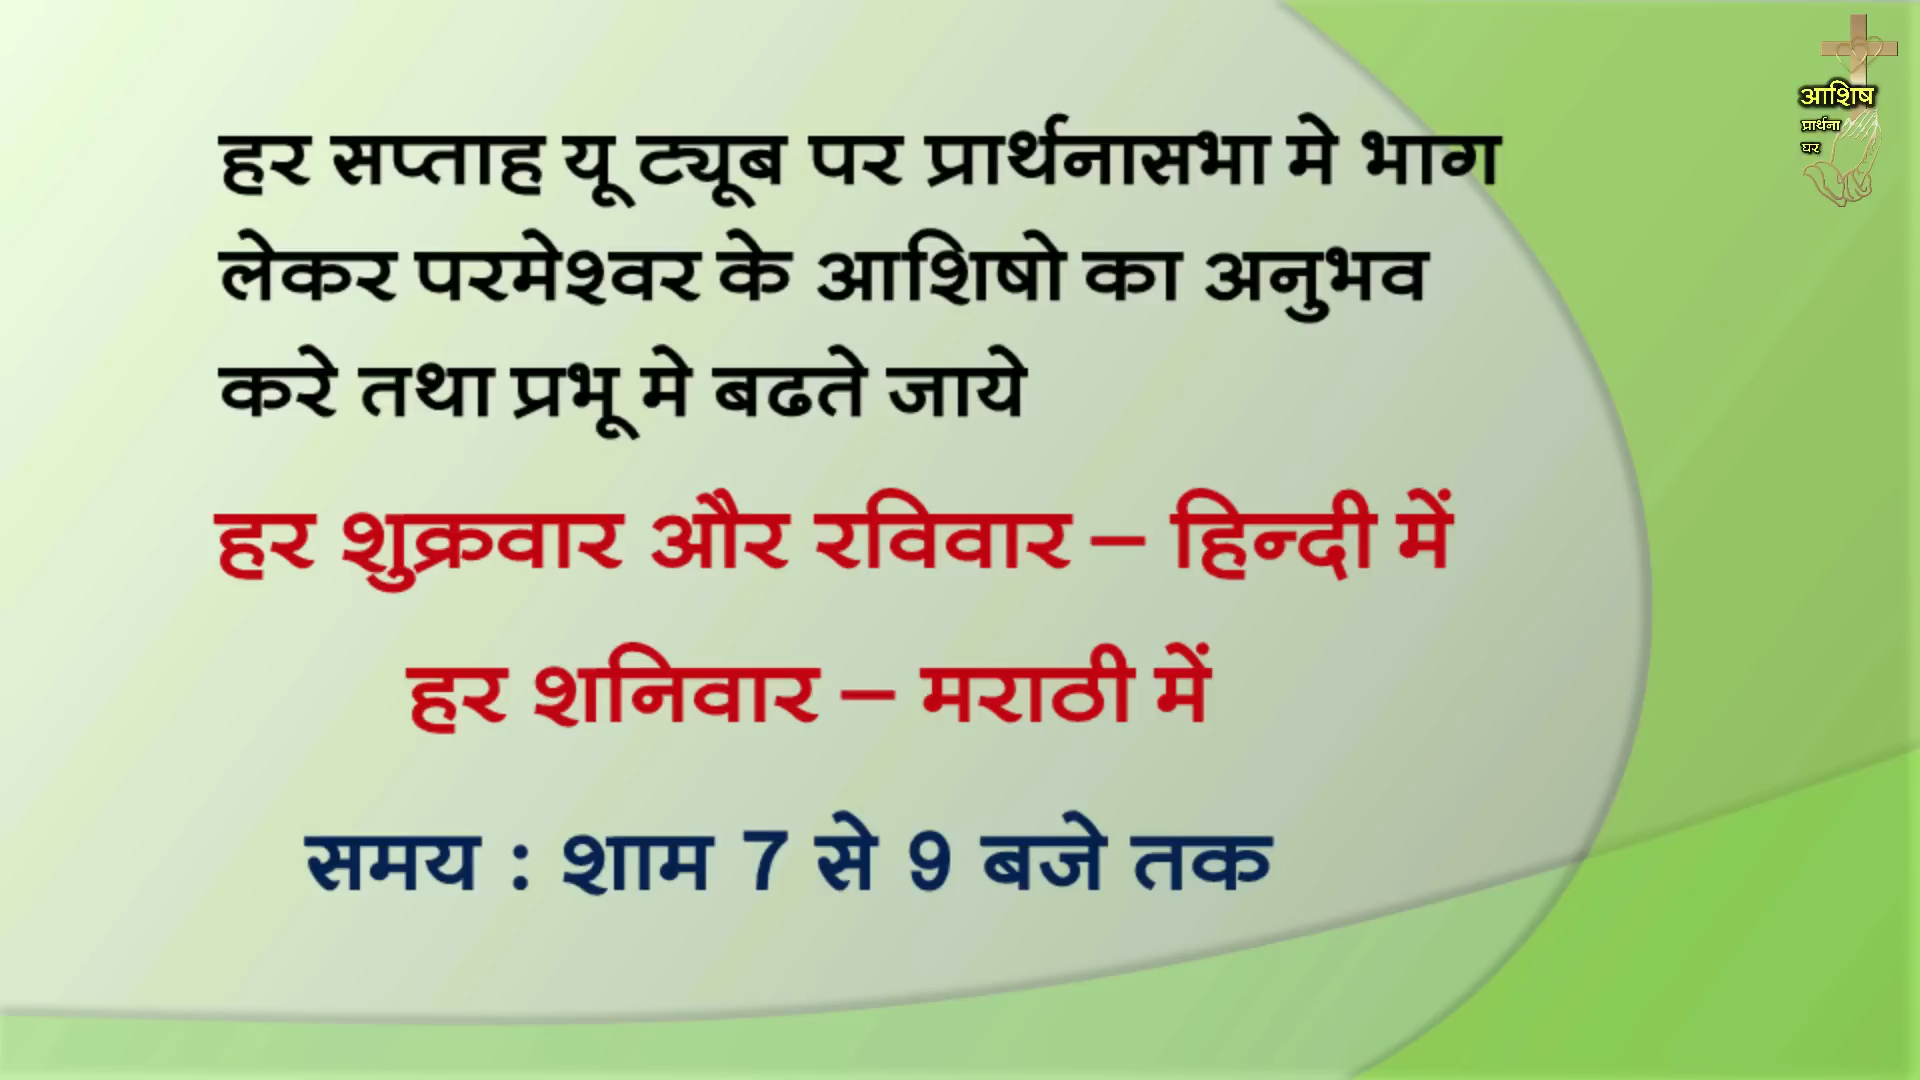 हर सप्ताह यू ट्यूब पर प्रार्थनासभा मे भाग
लेकर परमेश्वर के आशिषो का अनुभव
करे तथा प्रभू मे बढते जाये
हर शुक्रवार और रविवार – हिन्दी में
हर शनिवार – मराठी में
समय : शाम 7 से 9 बजे तक
आशिष
प्रार्थना
घर